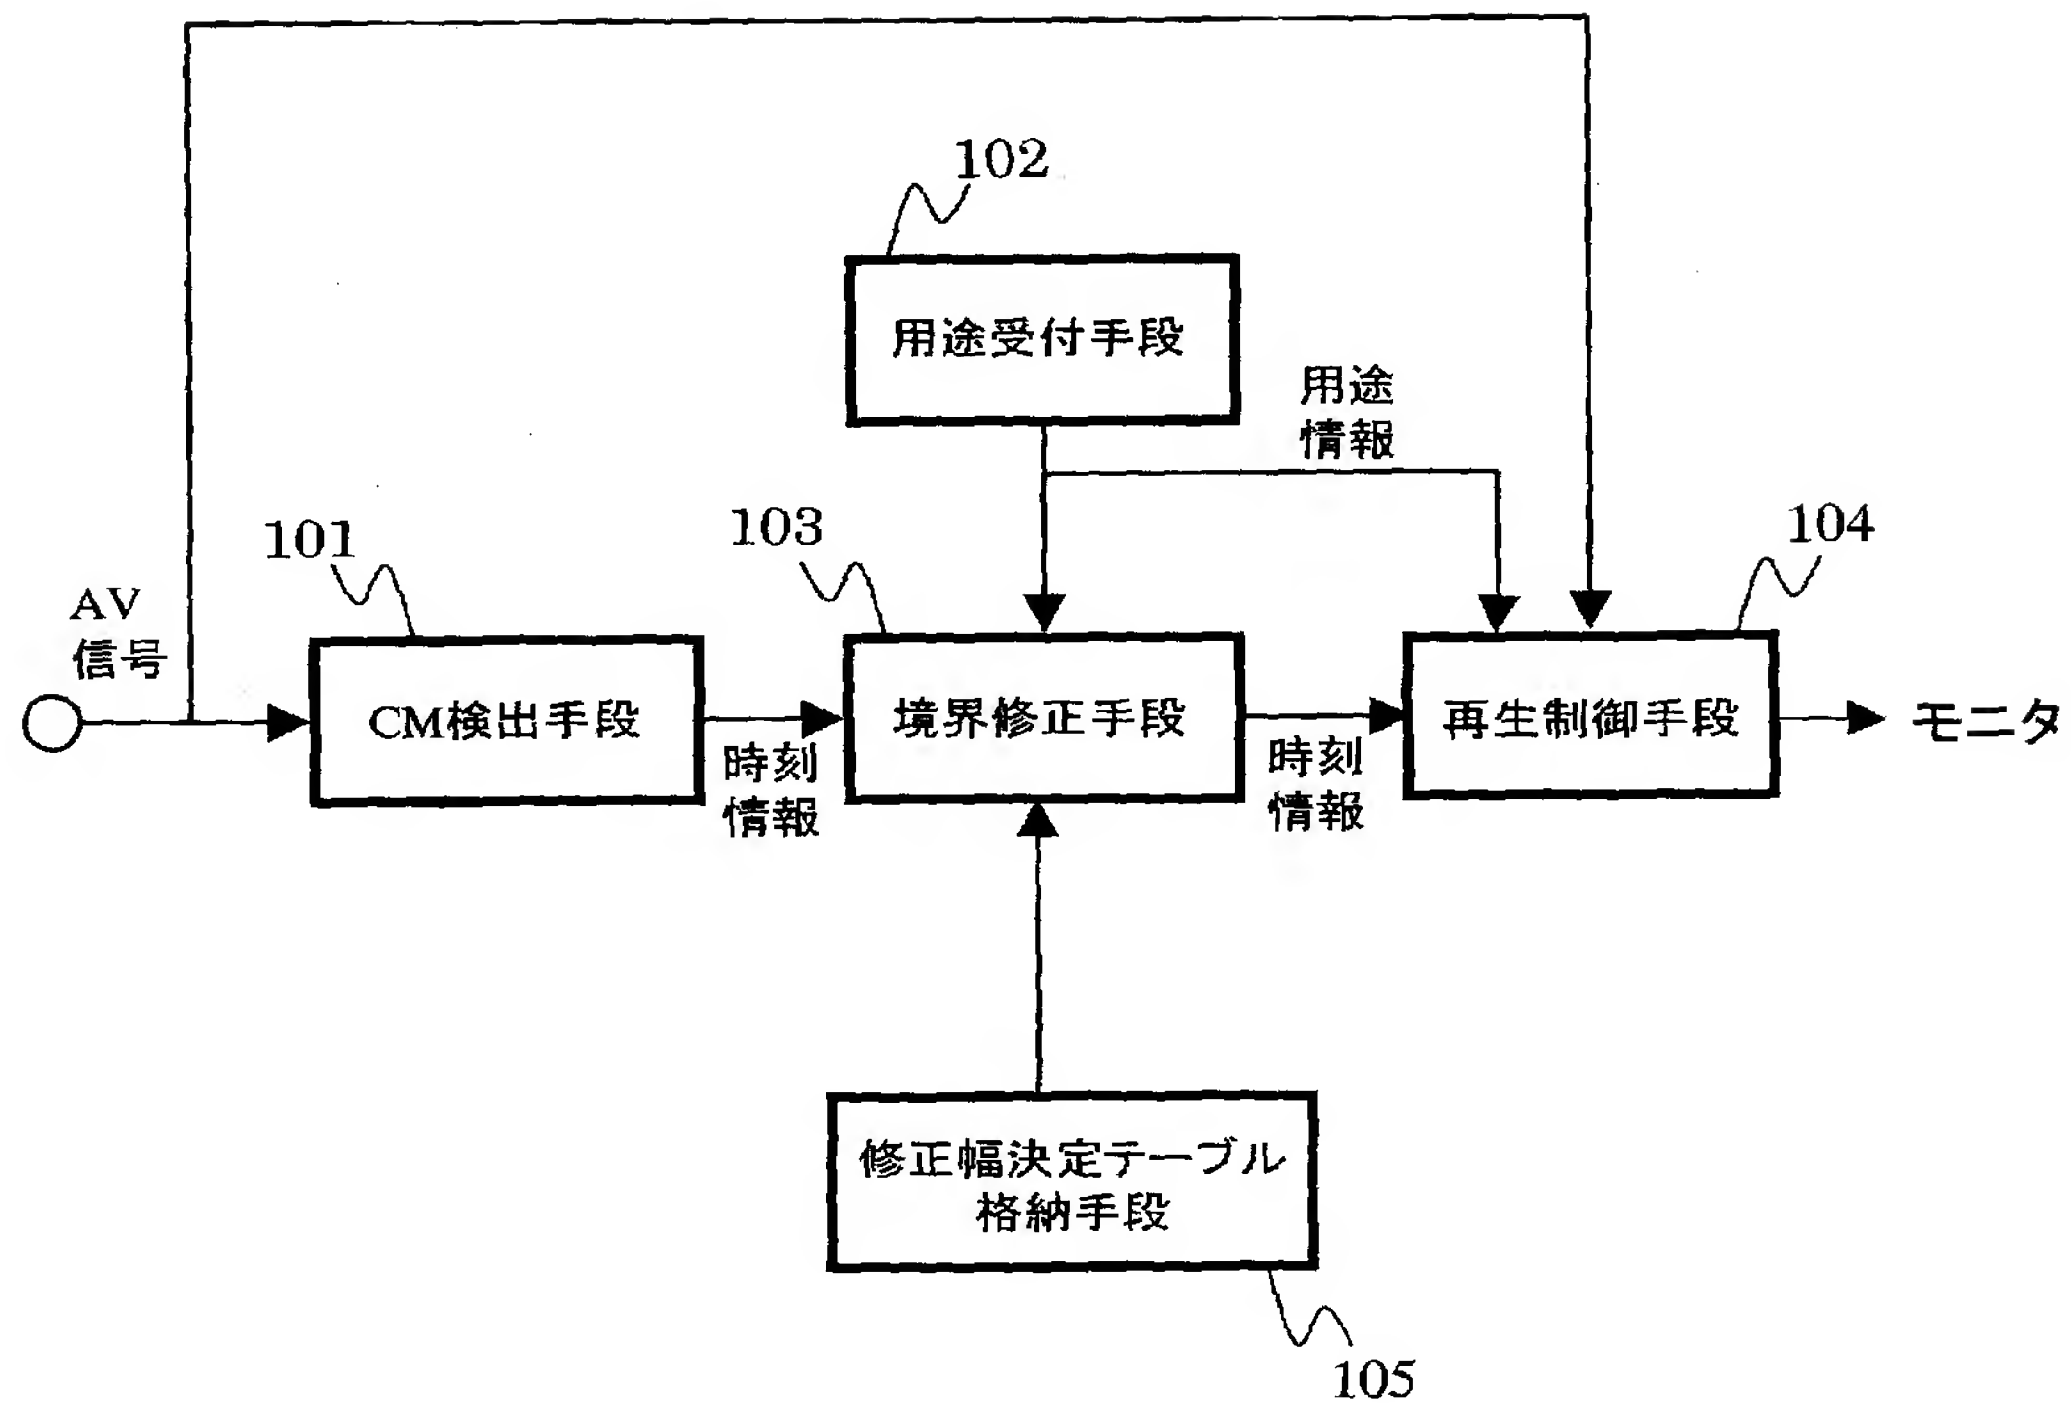 102
用途受付手段
用途
情報
101
103
104
AV
信号
CM検出手段
時刻
情報
境界修正手段
時刻
情報
再生制御手段
モニタ
修正幅決定テーブル
格納手段
105